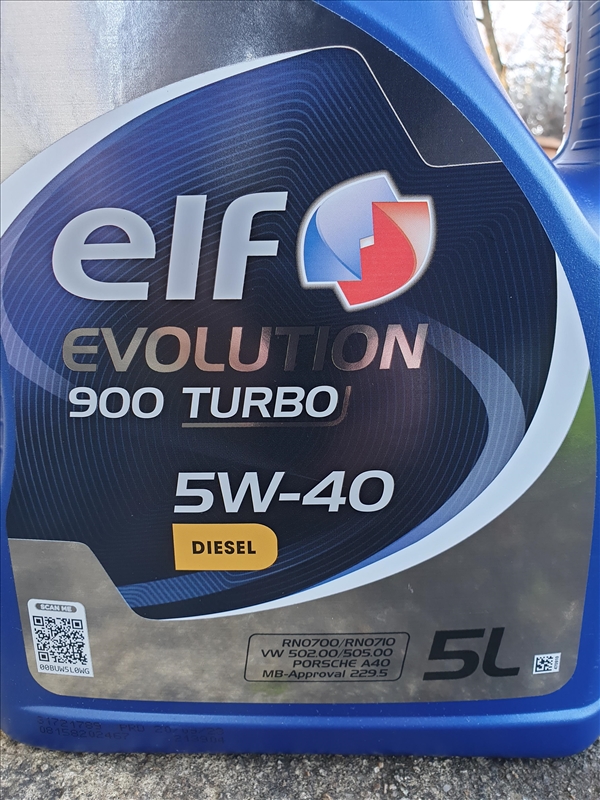 elf
EVOLUTION
900 TURBO
5W-40
DIESEL
SCAN ME
00BUW5L0WG
RN0700/RN0710
VW 502.00/505.00
PORSCHE A40
MB-Approval 229.5
5L